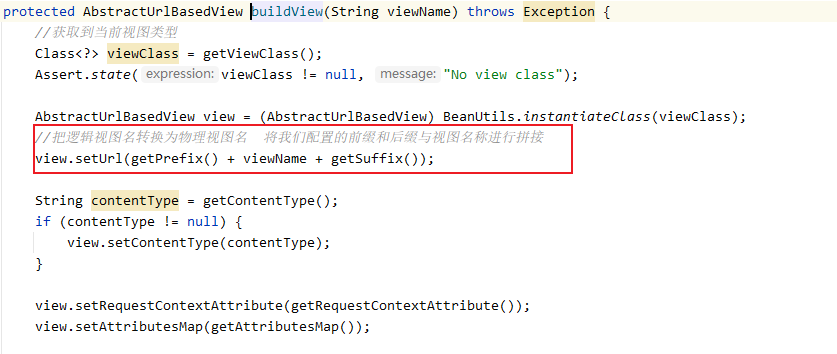 protected AbstractUrlBasedView buildView(String viewName) throws Exception {
//获取到当前视图类型
Class<?> viewClass = getViewClass();
Assert.state( expression: viewClass != null, message: "No view class");
AbstractUrlBasedView view = (AbstractUrlBasedView) BeanUtils.instantiateClass(viewClass);
//把逻辑视图名转换为物理视图名 将我们配置的前缀和后缀与视图名称进行拼接
view.setUrl(getPrefix() + viewName + getSuffix());
String contentType = getContentType();
if (contentType != null) {
view.setContentType(contentType);
}
view.setRequestContextAttribute(getRequestContextAttribute());
view.setAttributesMap(getAttributesMap());